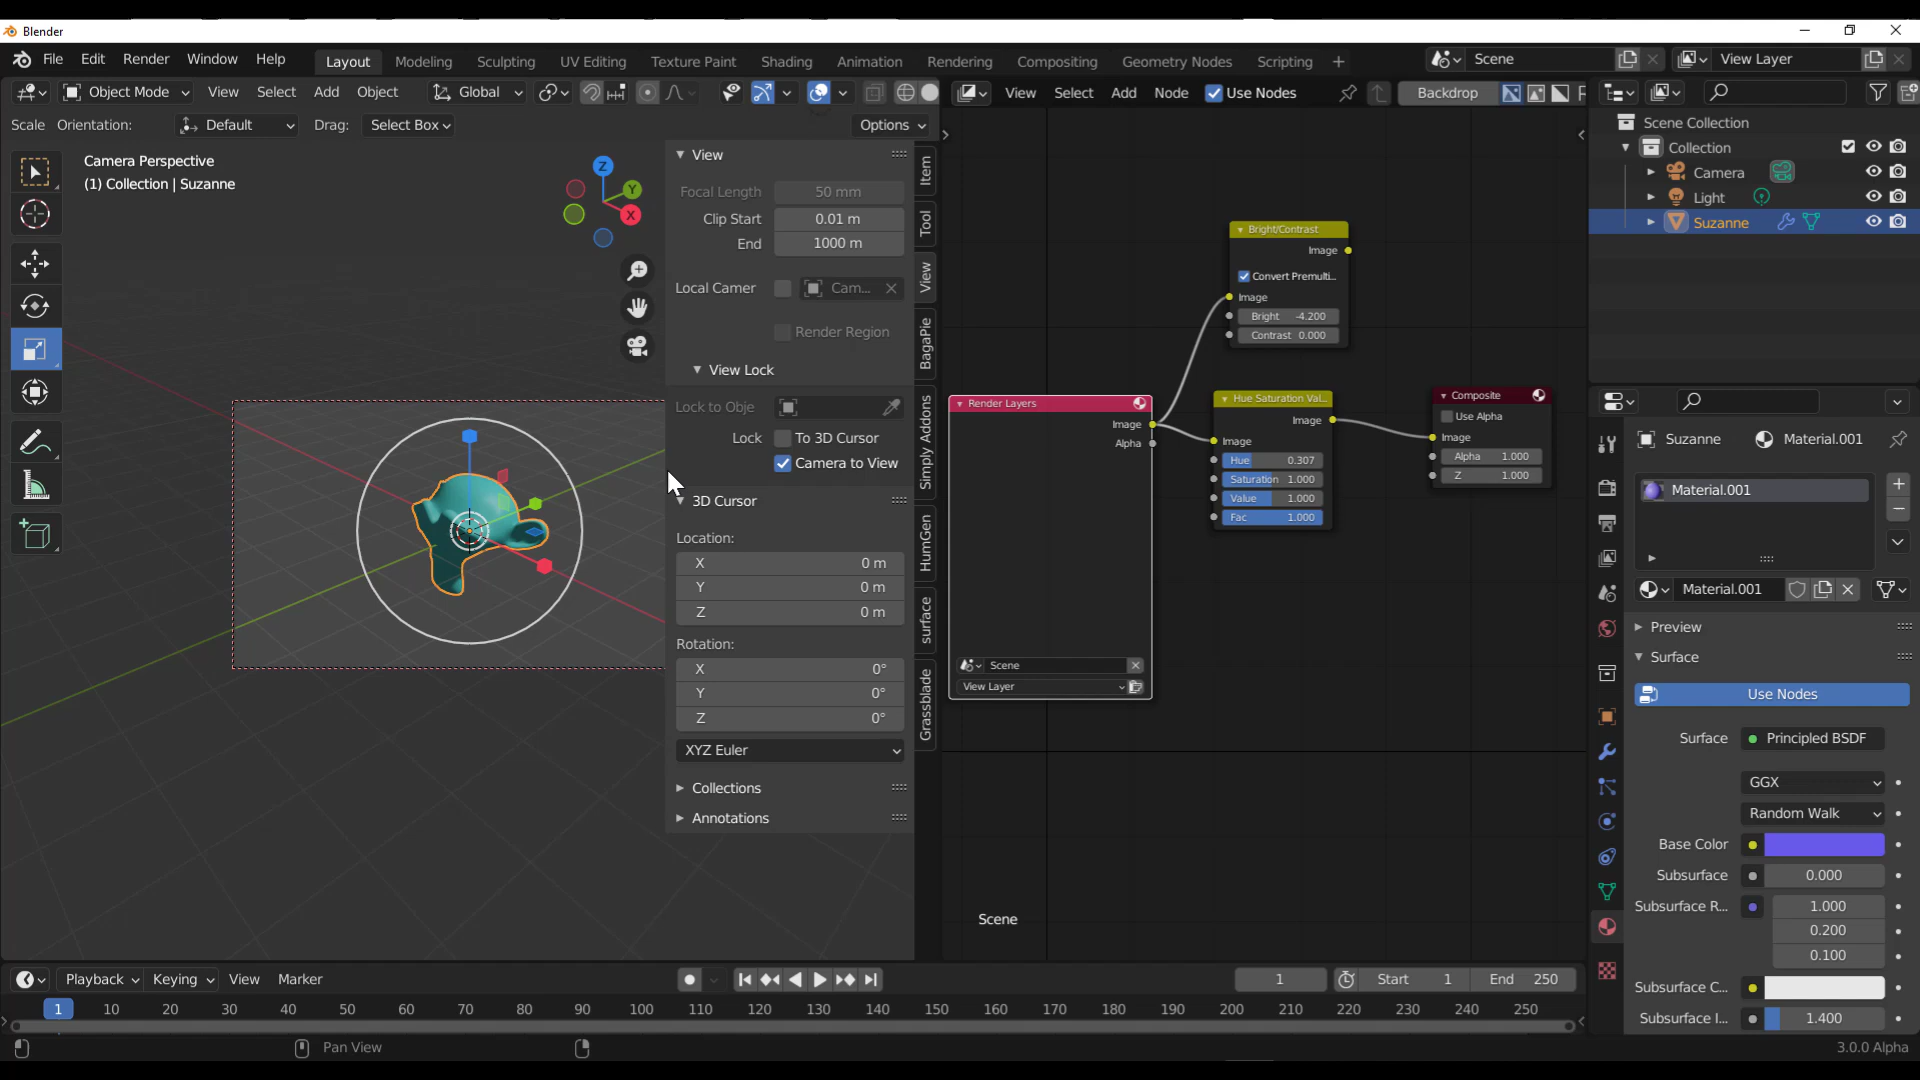 Blender
File Edit Render Window Help Layout Modeling Sculpting UV Editing Texture Paint Shading Animation Rendering Compositing Geometry Nodes Scripting + Scene View Layer
Object Mode View Select Add Object Global View Select Add Node Use Nodes Backdrop
Scale Orientation: Default Drag: Select Box Options
Camera Perspective
(1) Collection | Suzanne
Z
Y
X
View
Focal Length 50 mm
Clip Start 0.01 m
End 1000 m
Local Camer Cam...
Render Region
View Lock
Lock to Obje
Lock To 3D Cursor
Camera to View
3D Cursor
Location:
X 0 m
Y 0 m
Z 0 m
Rotation:
X 0°
Y 0°
Z 0°
XYZ Euler
Collections
Annotations
Item
Tool
View
BagaPie
Simply Addons
HumGen
surface
Grassblade
Bright/Contrast
Image
Convert Premulti...
Image
Bright -4.200
Contrast 0.000
Render Layers
Image
Alpha
Scene
View Layer
Hue Saturation Val...
Image
Image
Hue 0.307
Saturation 1.000
Value 1.000
Fac 1.000
Composite
Use Alpha
Image
Alpha 1.000
Z 1.000
Scene
Scene Collection
Collection
Camera
Light
Suzanne
Suzanne Material.001
Material.001
Material.001
Preview
Surface
Use Nodes
Surface Principled BSDF
GGX
Random Walk
Base Color
Subsurface 0.000
Subsurface R... 1.000
0.200
0.100
Subsurface C...
Subsurface I... 1.400
Playback Keying View Marker 1 Start 1 End 250
1 10 20 30 40 50 60 70 80 90 100 110 120 130 140 150 160 170 180 190 200 210 220 230 240 250
Pan View 3.0.0 Alpha